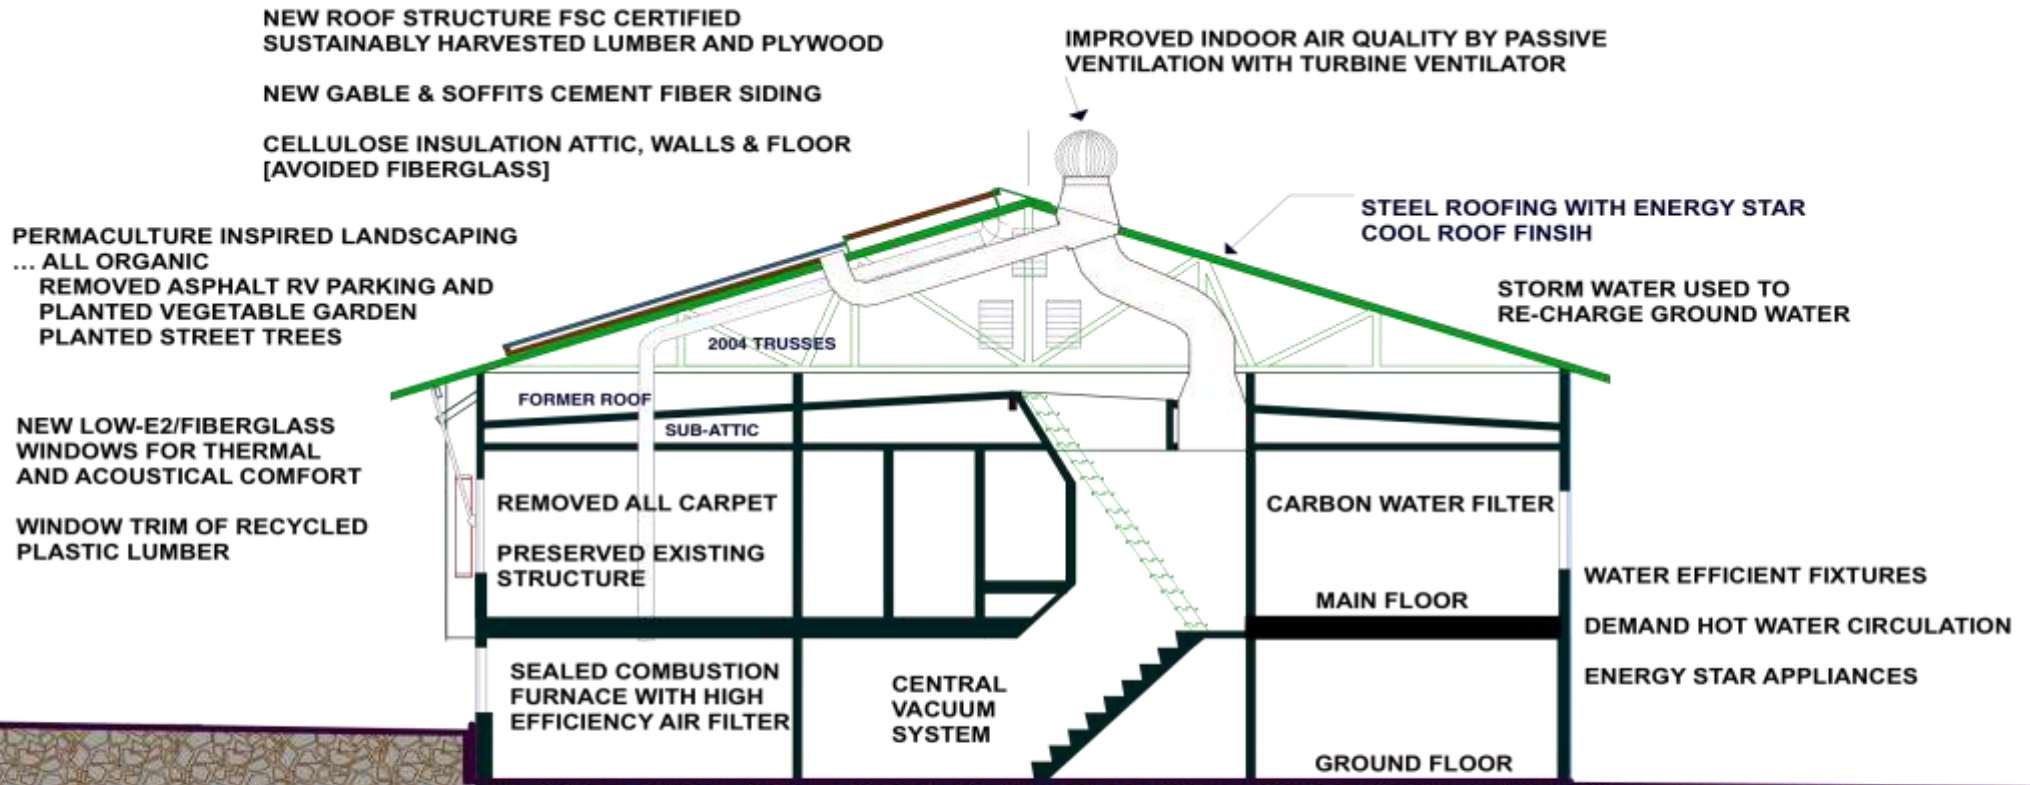 NEW ROOF STRUCTURE FSC CERTIFIED
SUSTAINABLY HARVESTED LUMBER AND PLYWOOD
NEW GABLE & SOFFITS CEMENT FIBER SIDING
CELLULOSE INSULATION ATTIC, WALLS & FLOOR
[AVOIDED FIBERGLASS]
IMPROVED INDOOR AIR QUALITY BY PASSIVE
VENTILATION WITH TURBINE VENTILATOR
STEEL ROOFING WITH ENERGY STAR
COOL ROOF FINSIH
STORM WATER USED TO
RE-CHARGE GROUND WATER
PERMACULTURE INSPIRED LANDSCAPING
... ALL ORGANIC
REMOVED ASPHALT RV PARKING AND
PLANTED VEGETABLE GARDEN
PLANTED STREET TREES
2004 TRUSSES
FORMER ROOF
SUB-ATTIC
NEW LOW-E2/FIBERGLASS
WINDOWS FOR THERMAL
AND ACOUSTICAL COMFORT
WINDOW TRIM OF RECYCLED
PLASTIC LUMBER
REMOVED ALL CARPET
PRESERVED EXISTING
STRUCTURE
CARBON WATER FILTER
MAIN FLOOR
WATER EFFICIENT FIXTURES
DEMAND HOT WATER CIRCULATION
ENERGY STAR APPLIANCES
SEALED COMBUSTION
FURNACE WITH HIGH
EFFICIENCY AIR FILTER
CENTRAL
VACUUM
SYSTEM
GROUND FLOOR